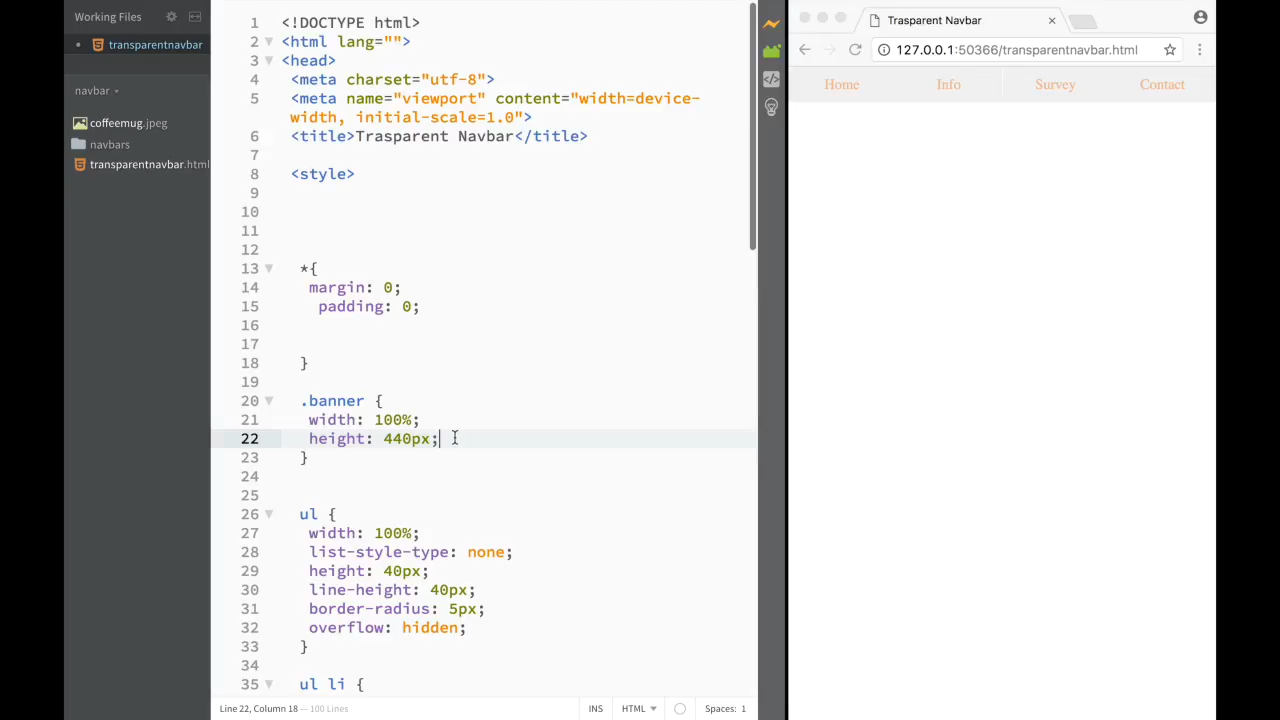 Working Files
transparentnavbar
navbar
coffeemug.jpeg
navbars
transparentnavbar.html
1 <!DOCTYPE html>
2 <html lang="">
3 <head>
4 <meta charset="utf-8">
5 <meta name="viewport" content="width=device-
width, initial-scale=1.0">
6 <title>Trasparent Navbar</title>
7
8 <style>
9
10
11
12
13 *{
14 margin: 0;
15 padding: 0;
16
17
18 }
19
20 .banner {
21 width: 100%;
22 height: 440px;
23 }
24
25
26 ul {
27 width: 100%;
28 list-style-type: none;
29 height: 40px;
30 line-height: 40px;
31 border-radius: 5px;
32 overflow: hidden;
33 }
34
35 ul li {
Line 22, Column 18 — 100 Lines
INS HTML Spaces: 1
Trasparent Navbar
127.0.0.1:50366/transparentnavbar.html
Home Info Survey Contact